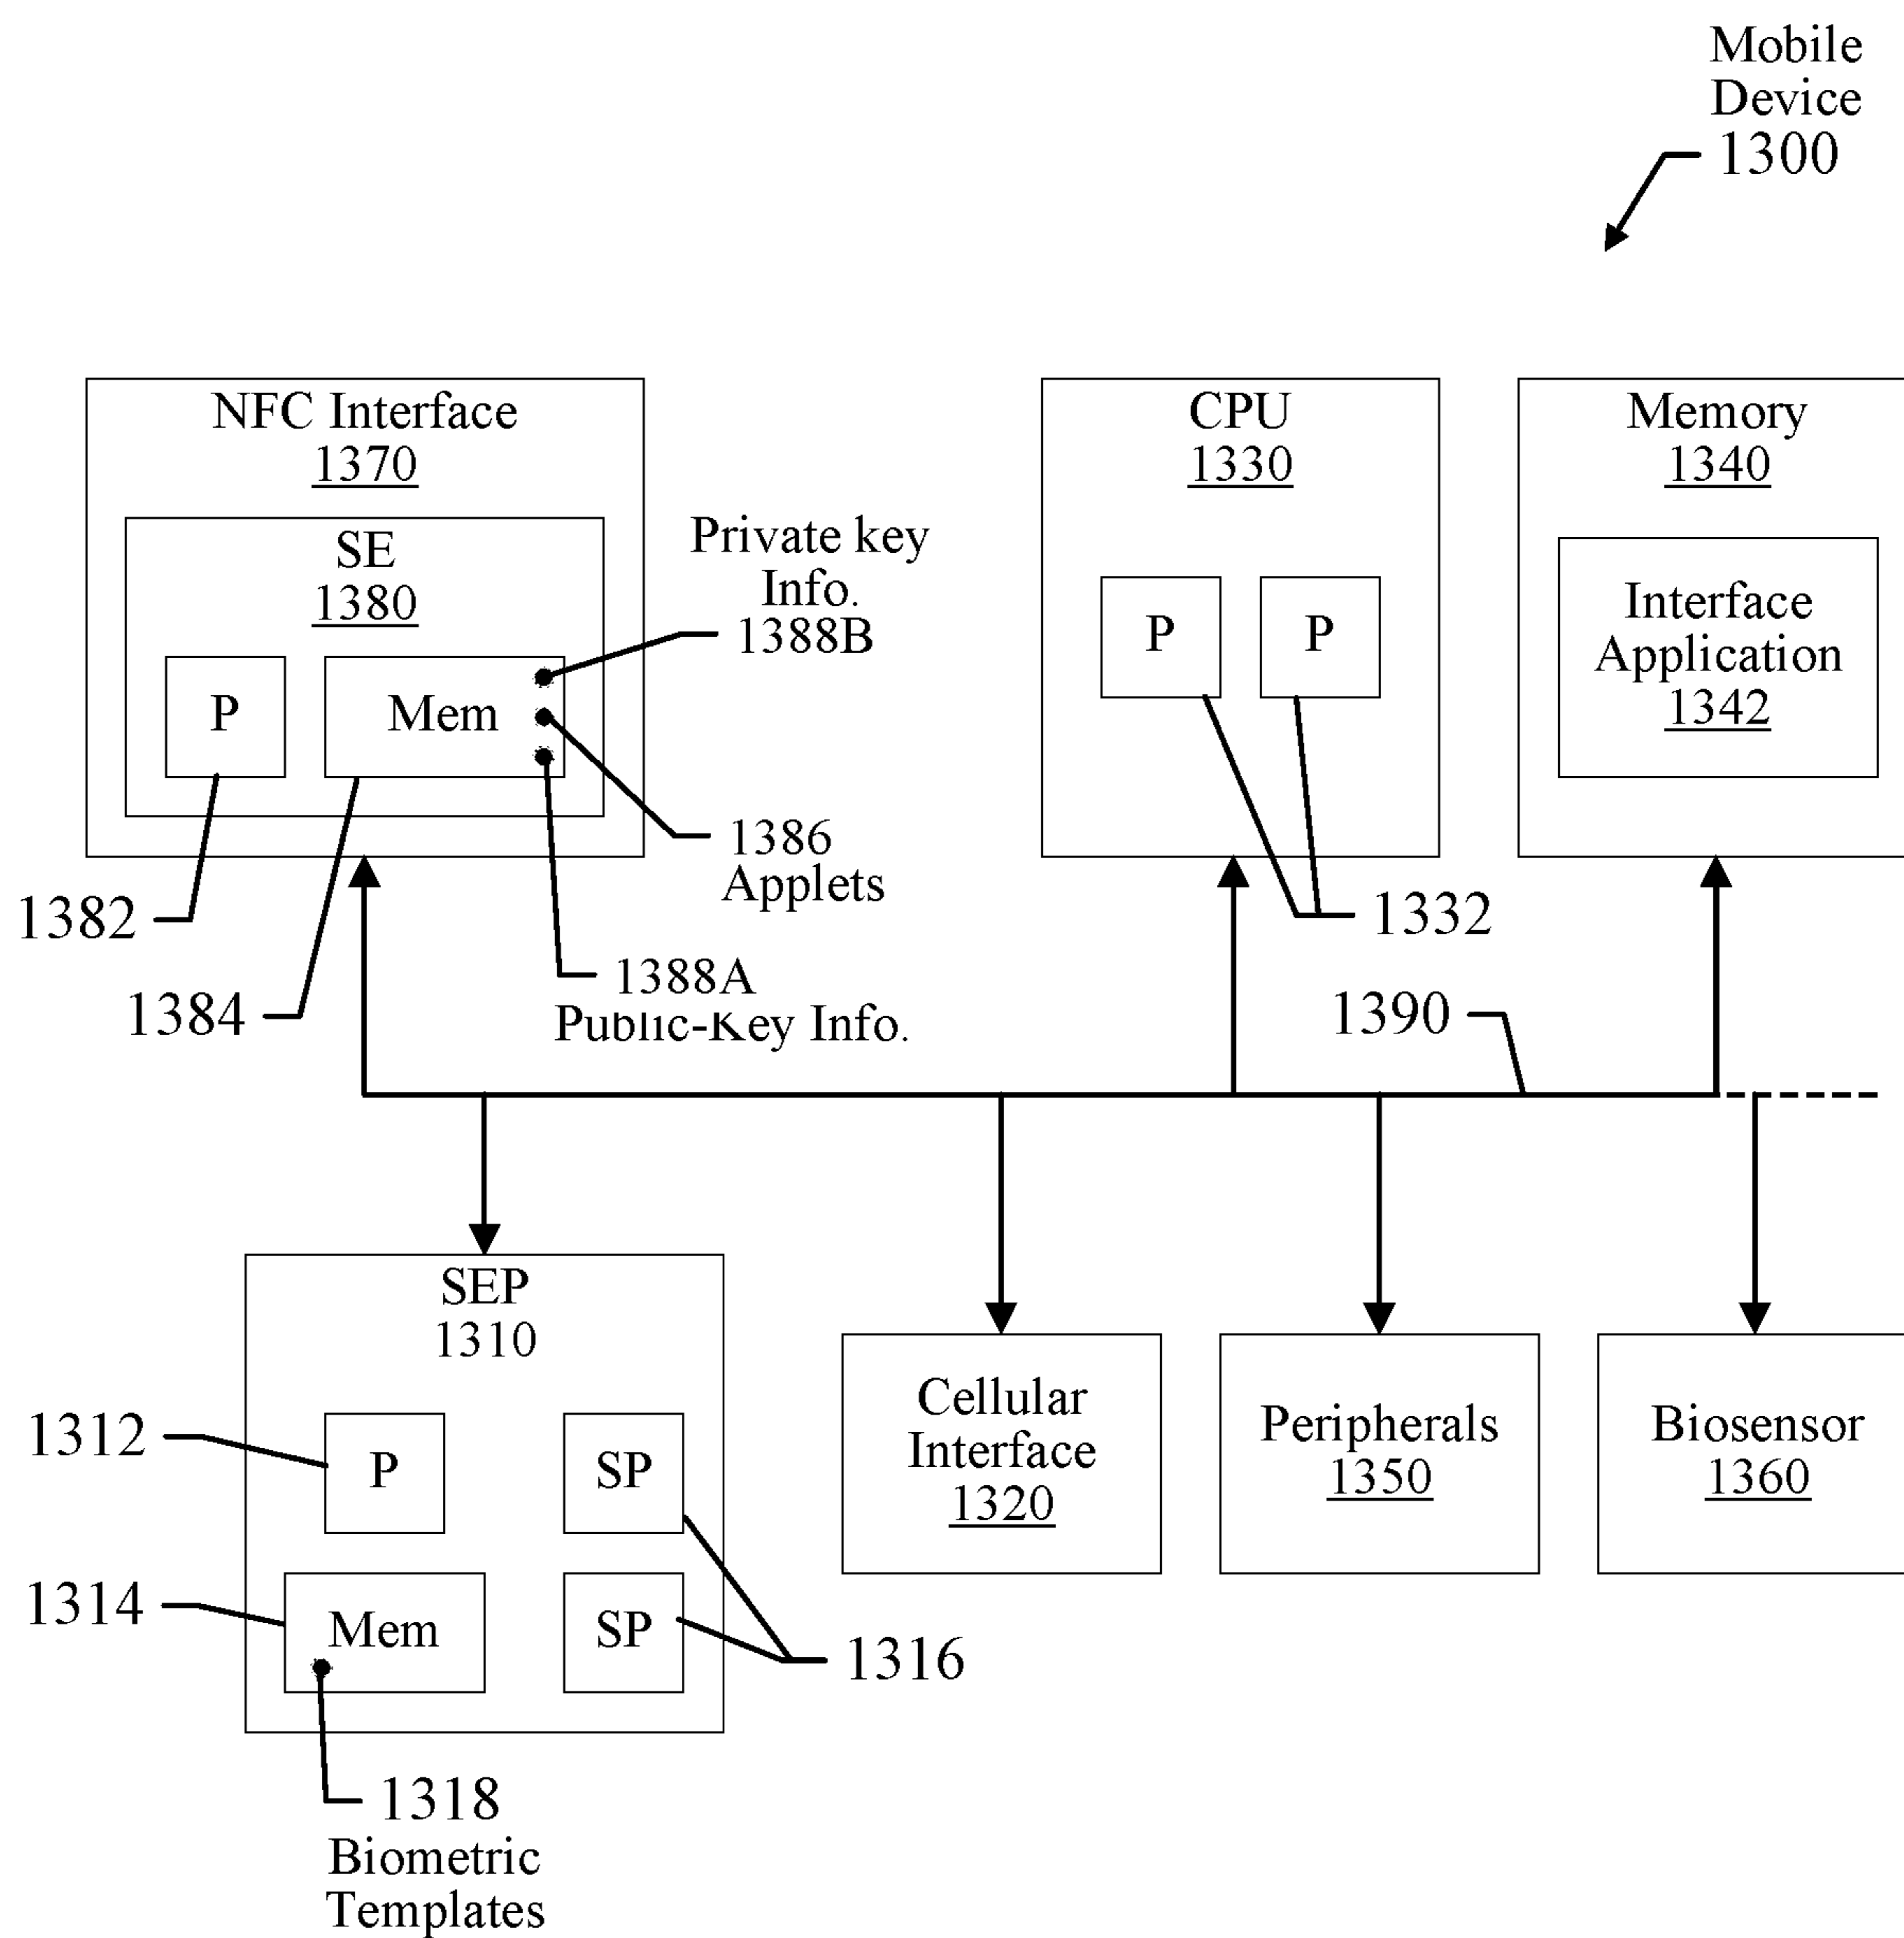 Mobile
Device
1300
NFC Interface
1370
SE
1380
P
Mem
Private key
Info.
1388B
1386
Applets
1388A
Public-Key Info.
1382
1384
CPU
1330
P
P
1332
Memory
1340
Interface
Application
1342
1390
SEP
1310
1312
P
SP
1314
Mem
SP
1316
1318
Biometric
Templates
Cellular
Interface
1320
Peripherals
1350
Biosensor
1360